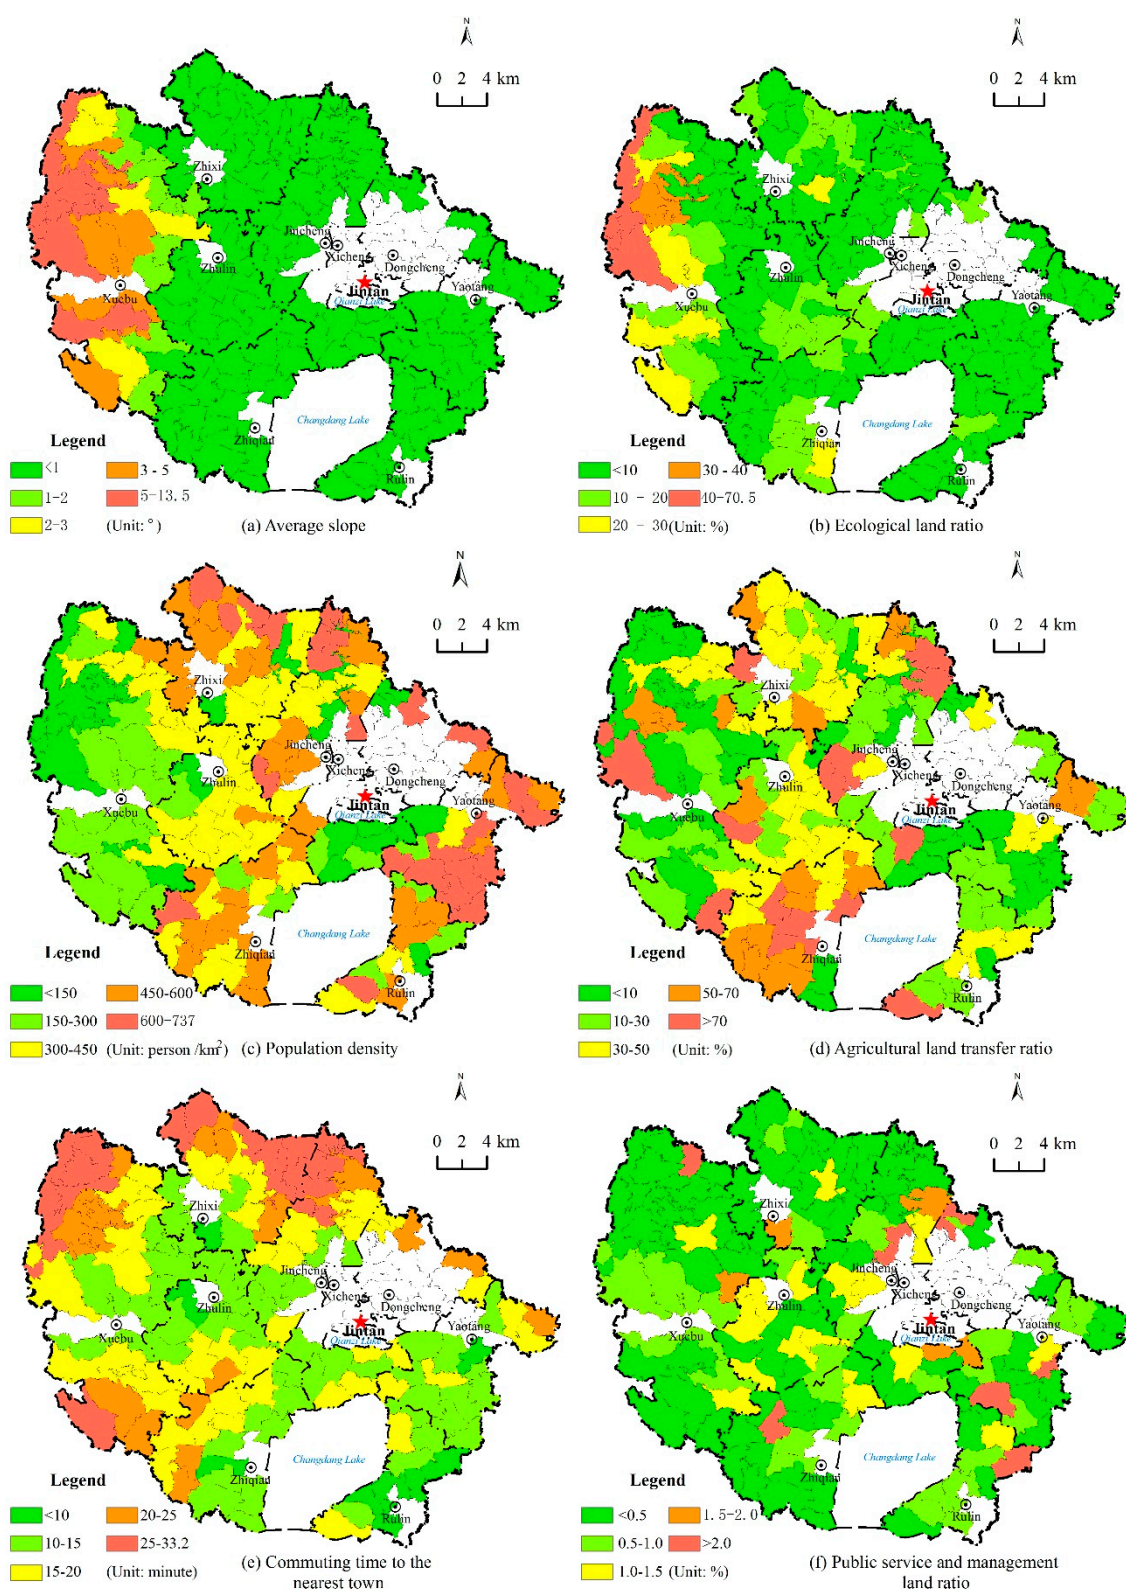 N
0 2 4 km
Zhixi
Jincheng
Xicheng
Zhulin
Dongcheng
Jintan
Qianzi Lake
Xuebu
Yaotang
Changdang Lake
Zhiqian
Rulin
Legend
<1
3 - 5
1-2
5-13.5
2-3
(Unit: °)
(a) Average slope
N
0 2 4 km
Zhixi
Jincheng
Xicheng
Zhulin
Dongcheng
Jintan
Qianzi Lake
Xuebu
Yaotang
Changdang Lake
Zhiqian
Rulin
Legend
<10
30 - 40
10 - 20
40-70.5
20 - 30
(Unit: %)
(b) Ecological land ratio
N
0 2 4 km
Zhixi
Jincheng
Xicheng
Zhulin
Dongcheng
Jintan
Qianzi Lake
Xuebu
Yaotang
Changdang Lake
Zhiqian
Rulin
Legend
<150
450-600
150-300
600-737
300-450
(Unit: person /km²)
(c) Population density
N
0 2 4 km
Zhixi
Jincheng
Xicheng
Zhulin
Dongcheng
Jintan
Qianzi Lake
Xuebu
Yaotang
Changdang Lake
Zhiqian
Rulin
Legend
<10
50-70
10-30
>70
30-50
(Unit: %)
(d) Agricultural land transfer ratio
N
0 2 4 km
Zhixi
Jincheng
Xicheng
Zhulin
Dongcheng
Jintan
Qianzi Lake
Xuebu
Yaotang
Changdang Lake
Zhiqian
Rulin
Legend
<10
20-25
10-15
25-33.2
15-20
(Unit: minute)
(e) Commuting time to the
nearest town
N
0 2 4 km
Zhixi
Jincheng
Xicheng
Zhulin
Dongcheng
Jintan
Qianzi Lake
Xuebu
Yaotang
Changdang Lake
Zhiqian
Rulin
Legend
<0.5
1.5-2.0
0.5-1.0
>2.0
1.0-1.5
(Unit: %)
(f) Public service and management
land ratio